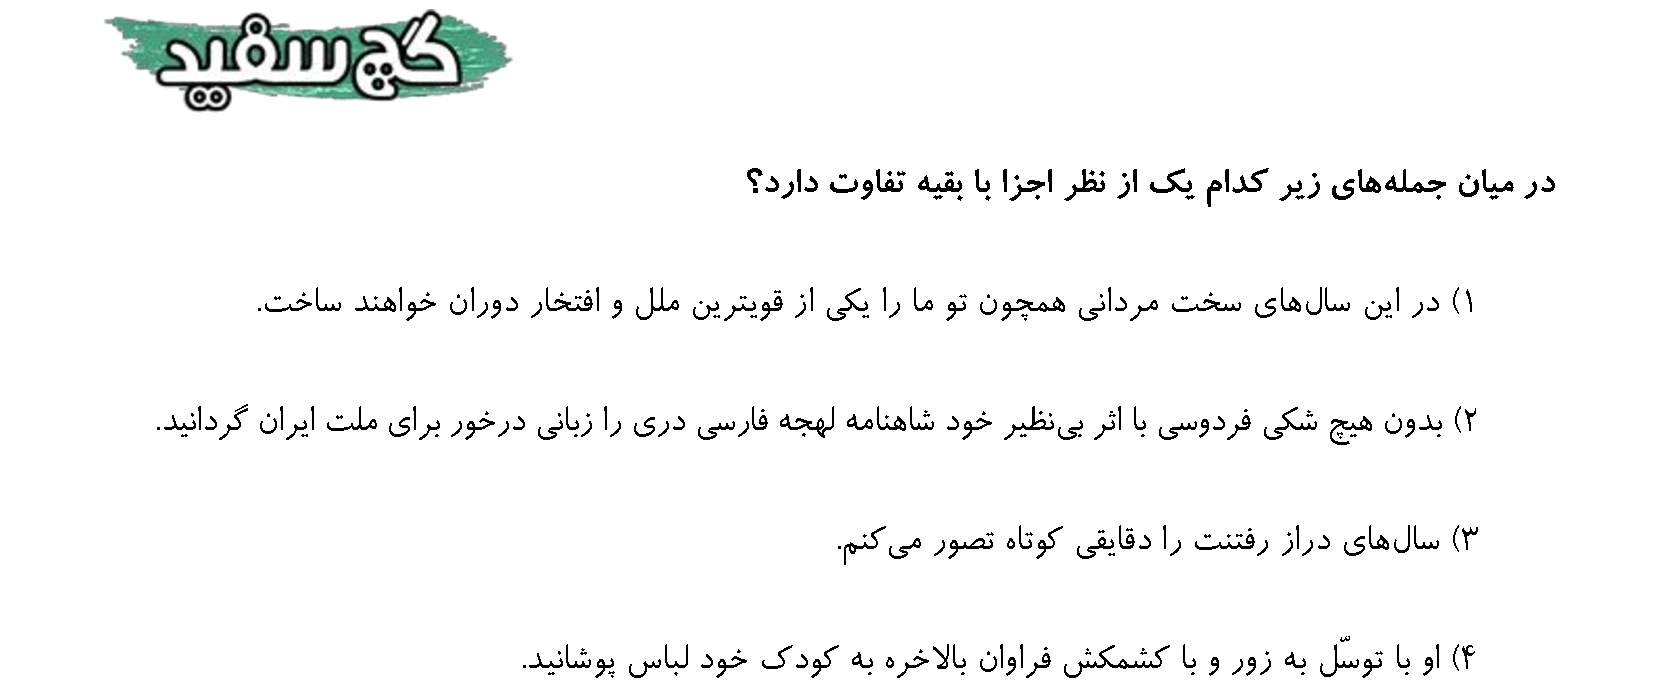 گچ سفید
در میان جمله‌های زیر کدام یک از نظر اجزا با بقیه تفاوت دارد؟
۱) در این سال‌های سخت مردانی همچون تو ما را یکی از قویترین ملل و افتخار دوران خواهند ساخت.
۲) بدون هیچ شکی فردوسی با اثر بی‌نظیر خود شاهنامه لهجه فارسی دری را زبانی درخور برای ملت ایران گردانید.
۳) سال‌های دراز رفتنت را دقایقی کوتاه تصور می‌کنم.
۴) او با توسّل به زور و با کشمکش فراوان بالاخره به کودک خود لباس پوشانید.